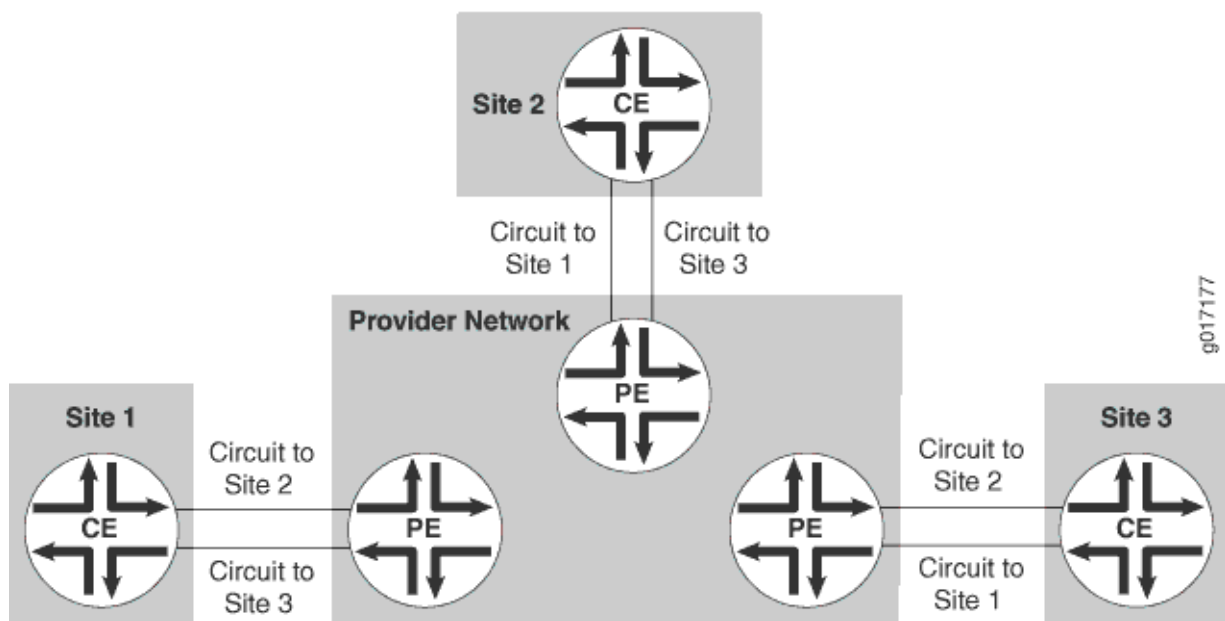 Site 2
CE
Circuit to
Site 1
Circuit to
Site 3
g017177
Provider Network
PE
Site 1
CE
Circuit to
Site 2
Circuit to
Site 3
PE
PE
Circuit to
Site 2
Circuit to
Site 1
Site 3
CE